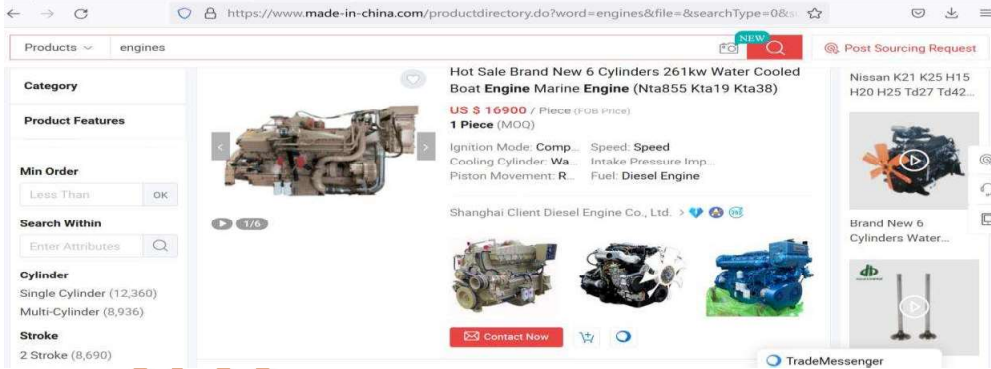 https://www.made-in-china.com/productdirectory.do?word=engines&file=&searchType=0&s
Products
engines
NEW
Post Sourcing Request
Category
Product Features
Min Order
Less Than
OK
Search Within
Enter Attributes
Cylinder
Single Cylinder (12,360)
Multi-Cylinder (8,936)
Stroke
2 Stroke (8,690)
1/6
Hot Sale Brand New 6 Cylinders 261kw Water Cooled
Boat Engine Marine Engine (Nta855 Kta19 Kta38)
US $ 16900 / Piece (FOB Price)
1 Piece (MOQ)
Ignition Mode: Comp... Speed: Speed
Cooling Cylinder: Wa... Intake Pressure Imp...
Piston Movement: R... Fuel: Diesel Engine
Shanghai Client Diesel Engine Co., Ltd. >
Contact Now
Nissan K21 K25 H15
H20 H25 Td27 Td42...
Brand New 6
Cylinders Water...
db
TradeMessenger